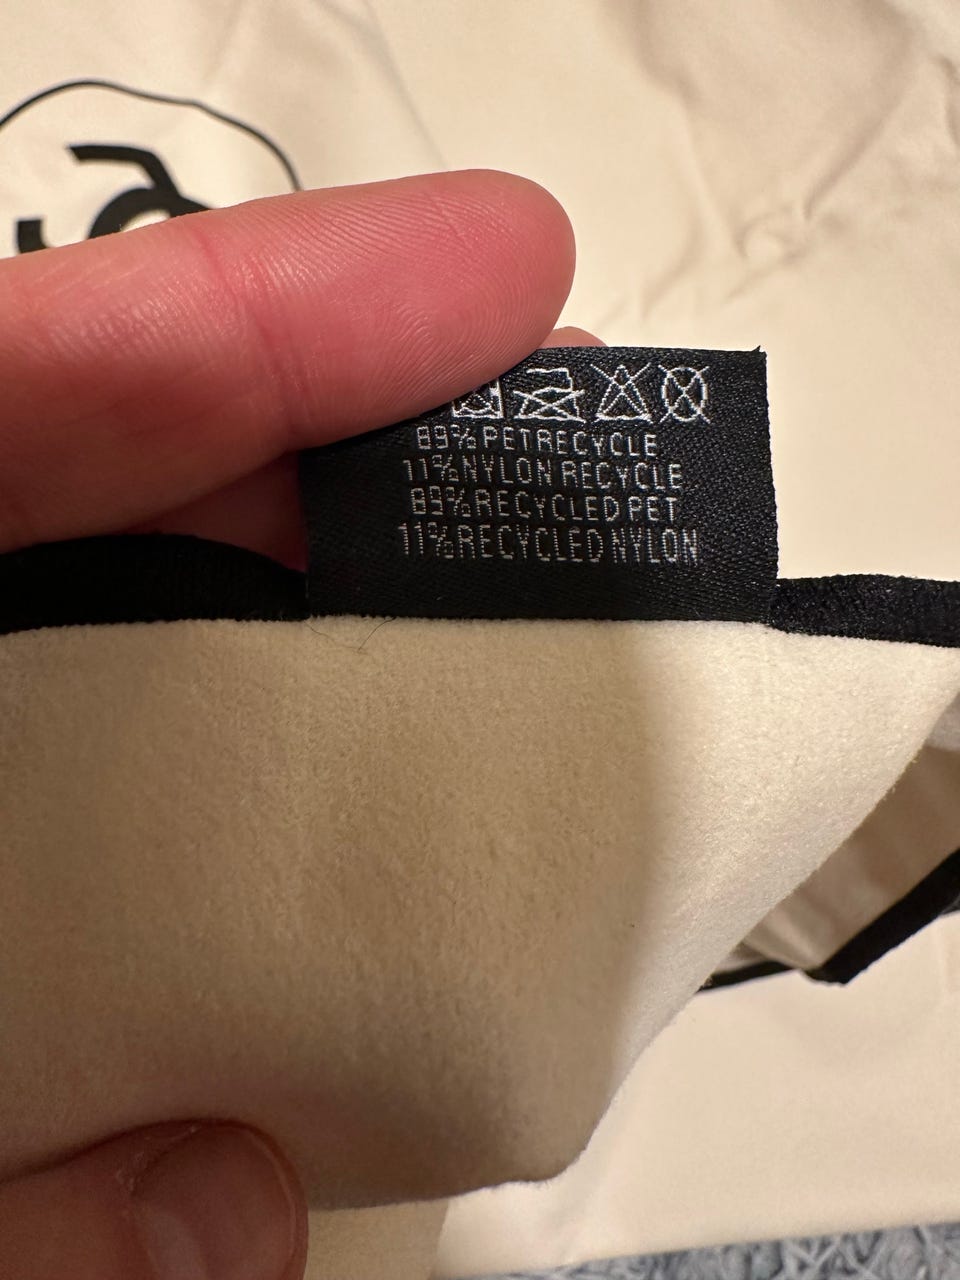 89% PET RECYCLE
11% NYLON RECYCLE
89% RECYCLED PET
11% RECYCLED NYLON